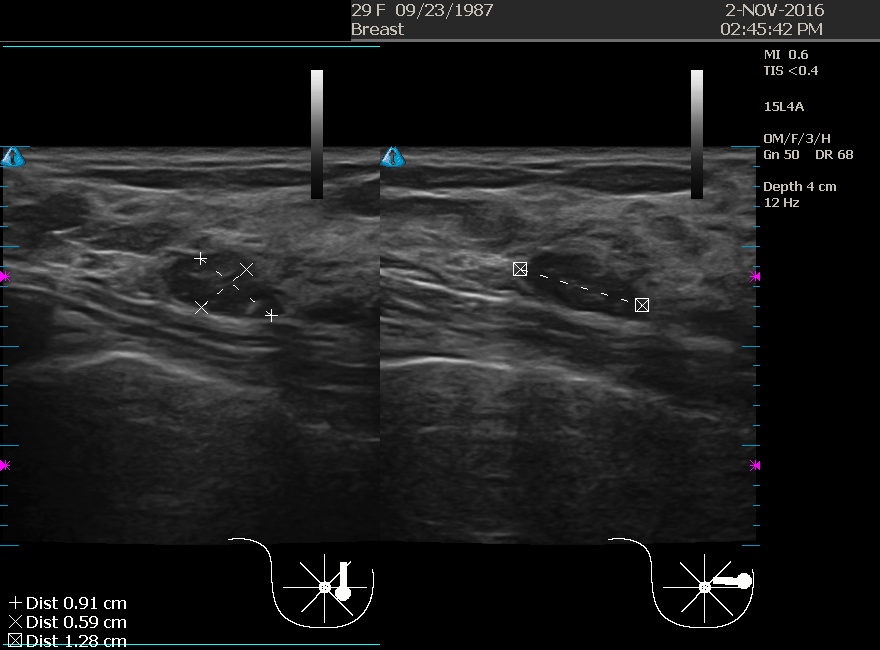 29 F 09/23/1987
2-NOV-2016
Breast
02:45:42 PM
MI 0.6
TIS <0.4
15L4A
OM/F/3/H
Gn 50 DR 68
Depth 4 cm
12 Hz
Dist 0.91 cm
Dist 0.59 cm
Dist 1.28 cm